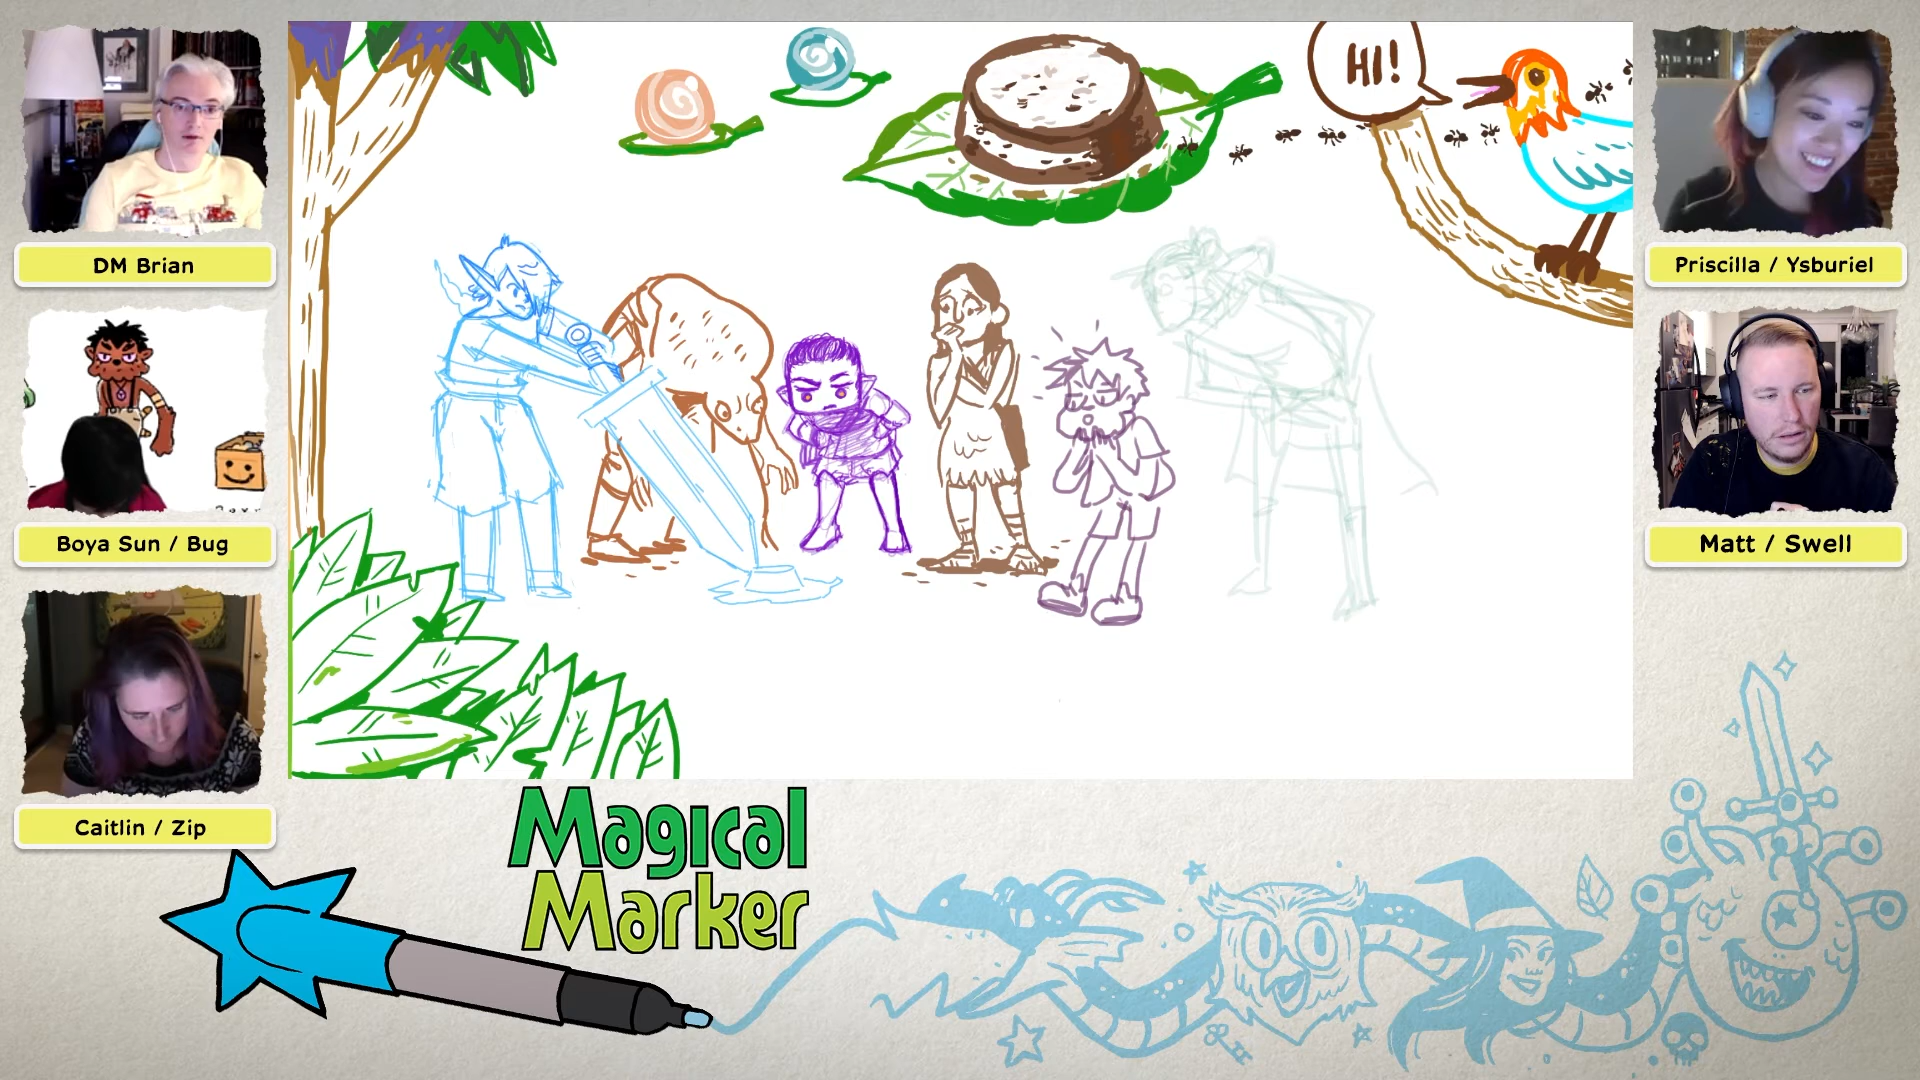 DM Brian
Boya Sun / Bug
Caitlin / Zip
HI!
Priscilla / Ysburiel
Matt / Swell
Magical
Marker